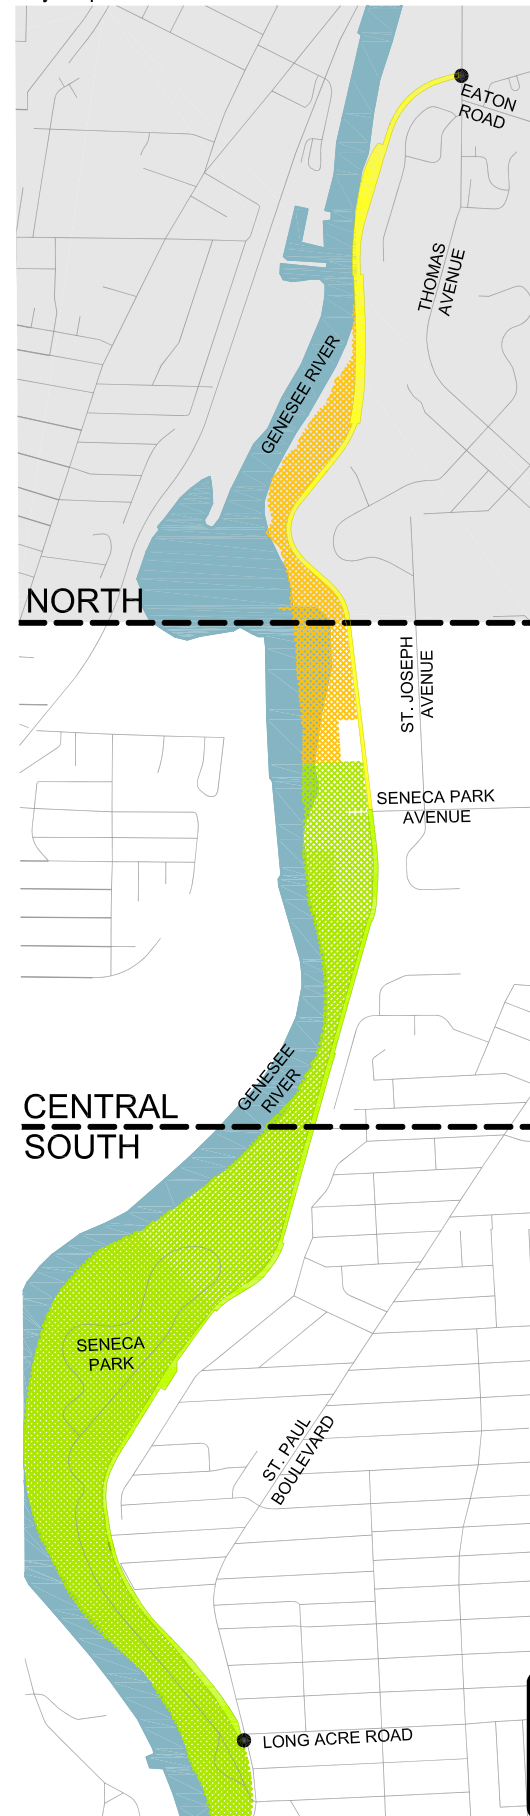 EATON
ROAD
THOMAS
AVENUE
GENESEE RIVER
NORTH
ST. JOSEPH
AVENUE
SENECA PARK
AVENUE
GENESEE
RIVER
CENTRAL
SOUTH
SENECA
PARK
ST. PAUL
BOULEVARD
LONG ACRE ROAD